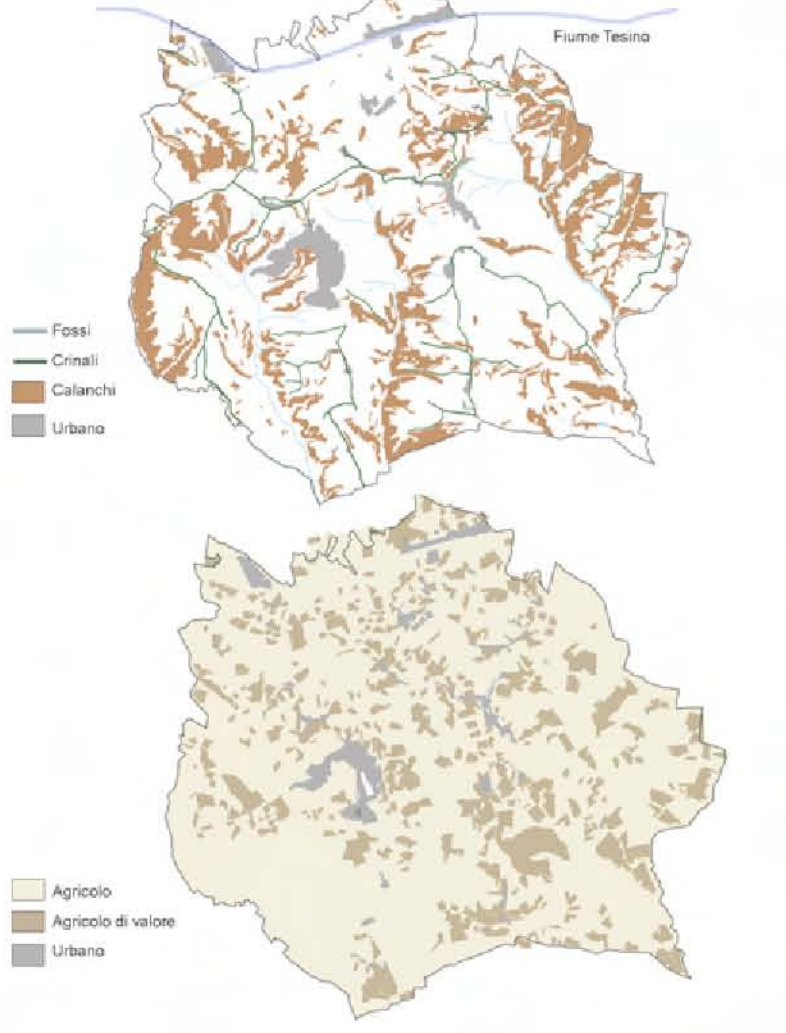 Fiume Tesino
Fossi
Crinali
Calanchi
Urbano
Agricolo
Agricolo di valore
Urbano